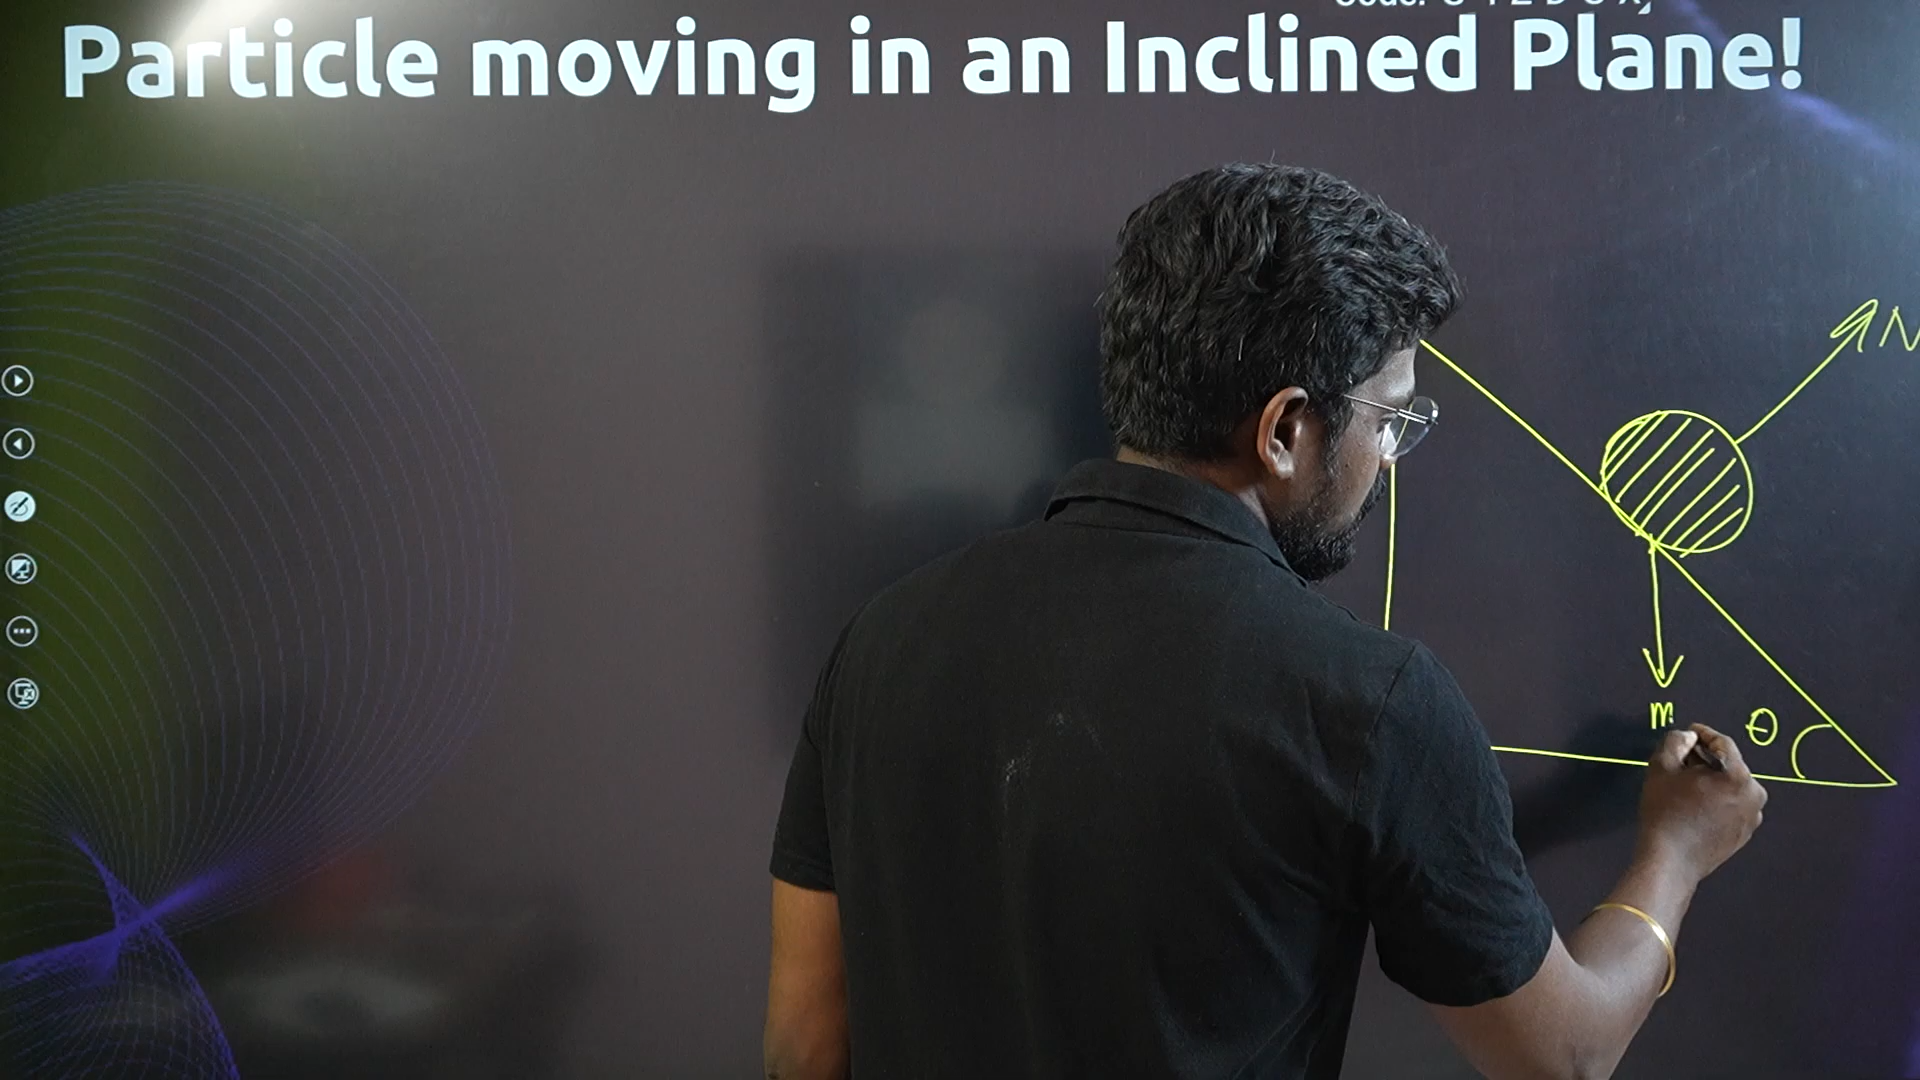 Particle moving in an Inclined Plane!
N
m
θ